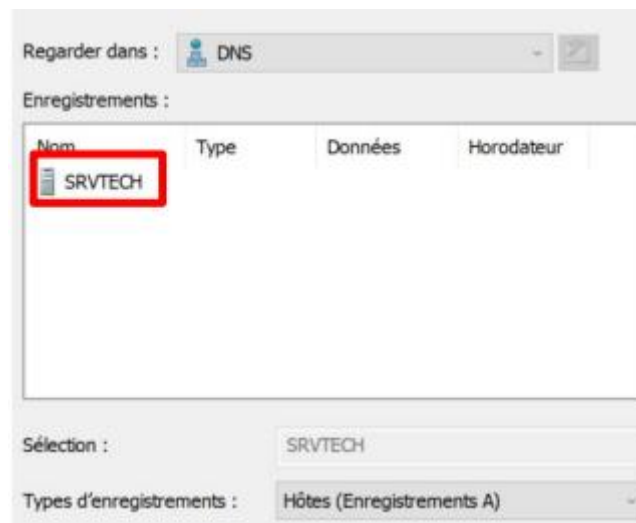 Regarder dans : DNS
Enregistrements :
Nom Type Données Horodateur
SRVTECH
Sélection : SRVTECH
Types d'enregistrements : Hôtes (Enregistrements A)